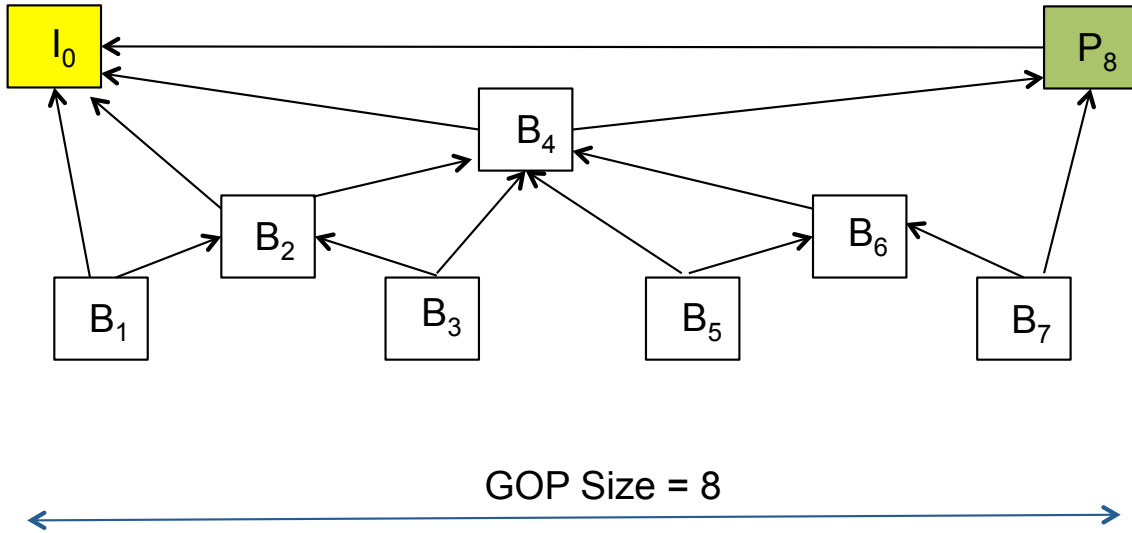 I₀
P₈
B₄
B₂
B₆
B₁
B₃
B₅
B₇
GOP Size = 8